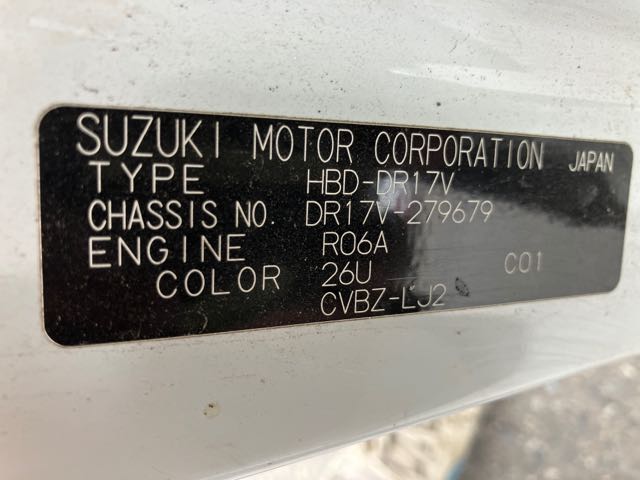 SUZUKI MOTOR CORPORATION JAPAN
TYPE HBD-DR17V
CHASSIS NO. DR17V-279679
ENGINE R06A
COLOR 26U C01
CVBZ-LJ2